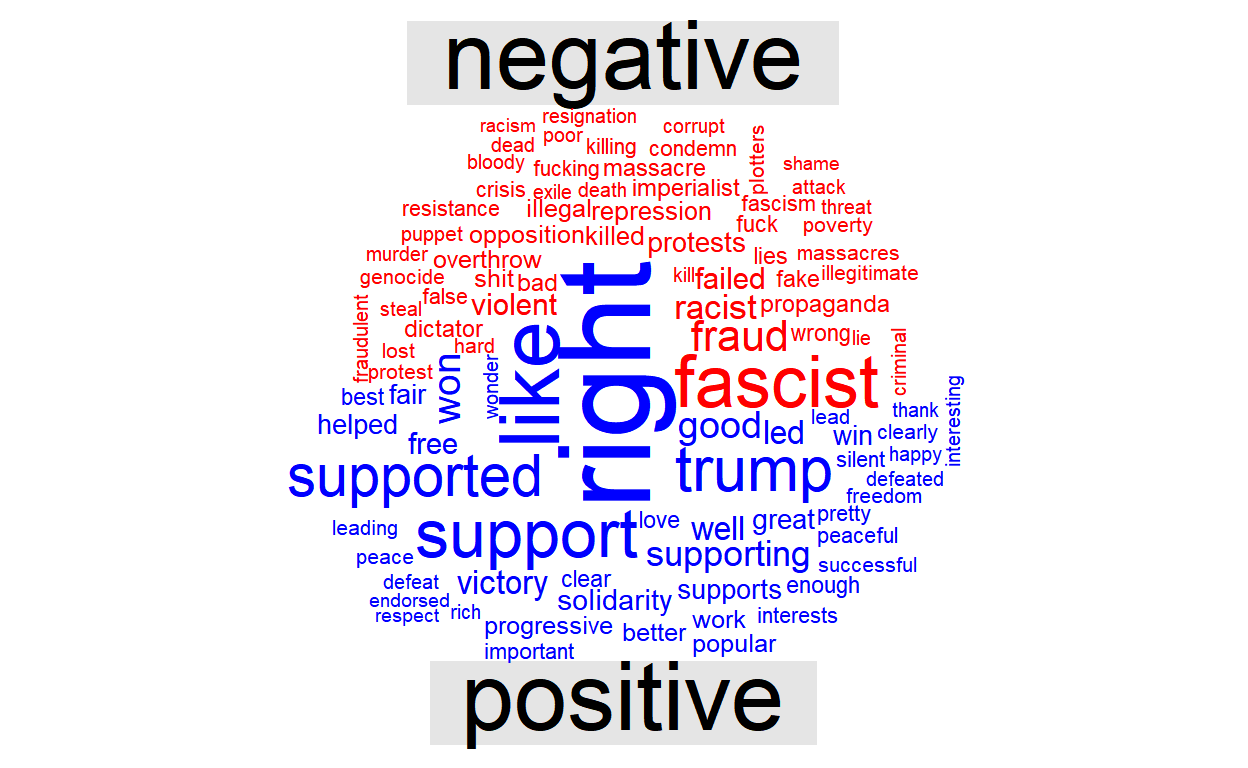 negative
resignation
racism
corrupt
poor
dead
killing
condemn
plotters
bloody
fucking
massacre
shame
crisis
exile
death
imperialist
attack
resistance
illegal
repression
fascism
threat
puppet
opposition
killed
protests
fuck
poverty
murder
overthrow
lies
massacres
genocide
shit
bad
kill
failed
fake
illegitimate
fraudulent
steal
false
violent
racist
propaganda
dictator
fraud
wrong
lie
lost
hard
criminal
protest
fascist
right
like
won
wonder
best
fair
helped
free
good
led
lead
win
thank
clearly
interesting
supported
trump
silent
happy
defeated
freedom
leading
support
love
well
great
pretty
peaceful
peace
supporting
successful
defeat
victory
clear
supports
enough
endorsed
respect
rich
solidarity
work
interests
progressive
better
popular
important
positive